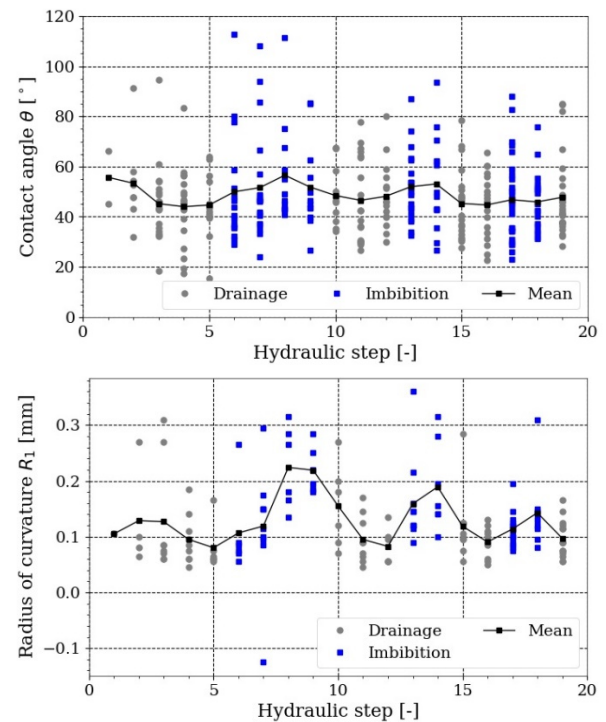 120
100
80
60
40
20
0
Contact angle θ [°]
Drainage Imbibition Mean
0 5 10 15 20
Hydraulic step [-]
0.3
0.2
0.1
0.0
−0.1
Radius of curvature R₁ [mm]
Drainage Mean
Imbibition
0 5 10 15 20
Hydraulic step [-]